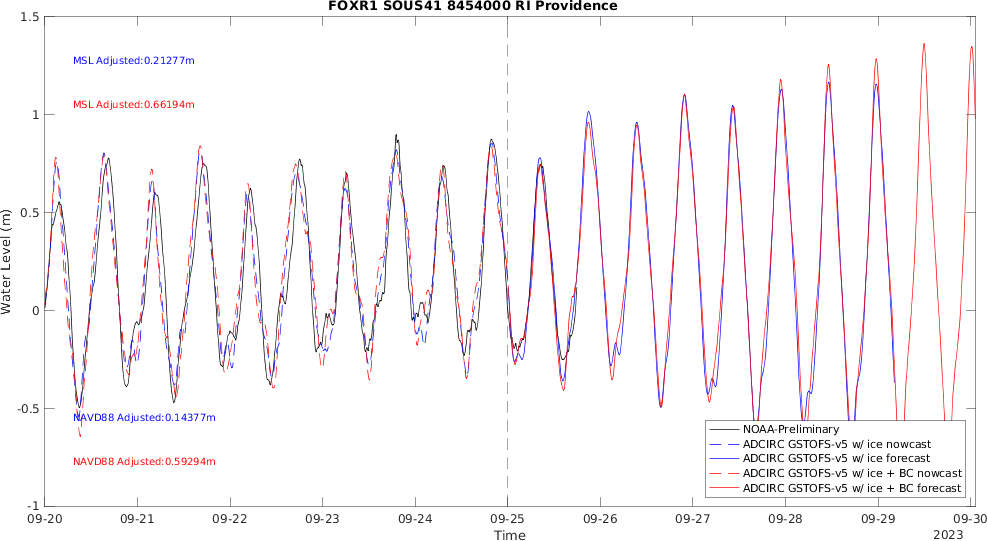 FOXR1 SOUS41 8454000 RI Providence
1.5
MSL Adjusted:0.21277m
MSL Adjusted:0.66194m
1
0.5
Water Level (m)
0
-0.5
NAVD88 Adjusted:0.14377m
NAVD88 Adjusted:0.59294m
NOAA-Preliminary
ADCIRC GSTOFS-v5 w/ ice nowcast
ADCIRC GSTOFS-v5 w/ ice forecast
ADCIRC GSTOFS-v5 w/ ice + BC nowcast
ADCIRC GSTOFS-v5 w/ ice + BC forecast
-1
09-20 09-21 09-22 09-23 09-24 09-25 09-26 09-27 09-28 09-29 09-30
Time
2023